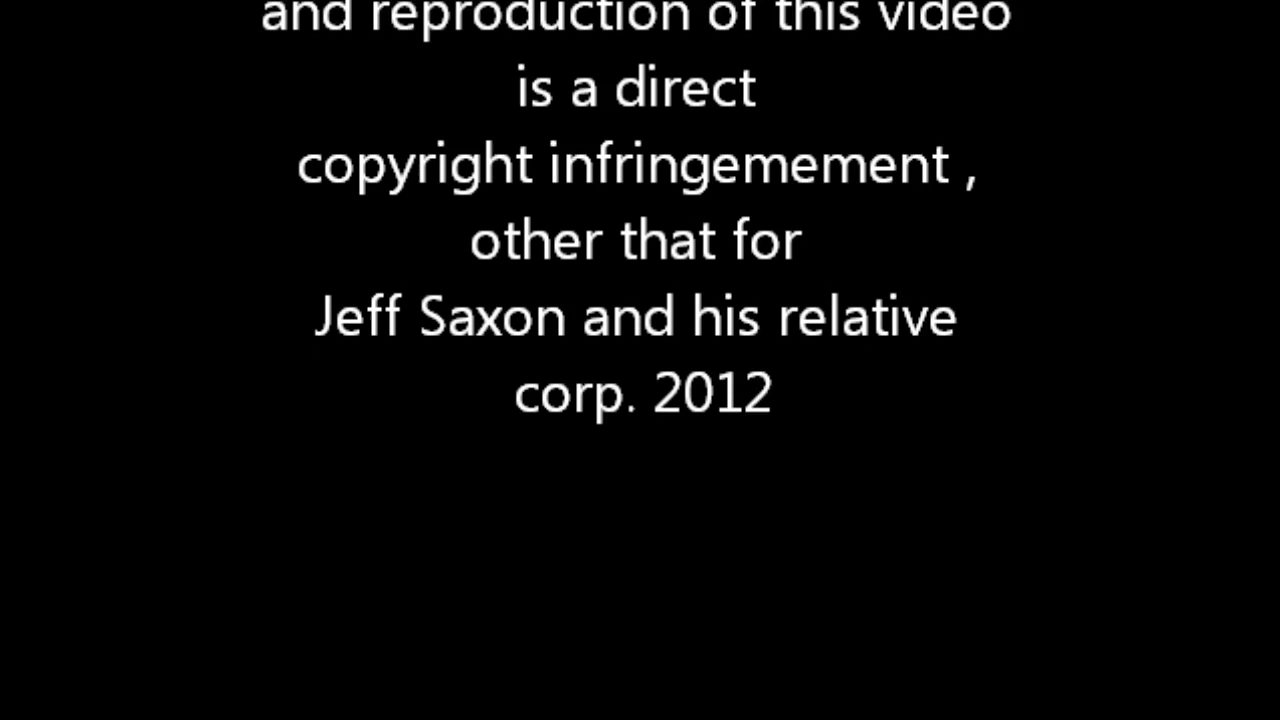 and reproduction of this video
is a direct
copyright infringemement ,
other that for
Jeff Saxon and his relative
corp. 2012